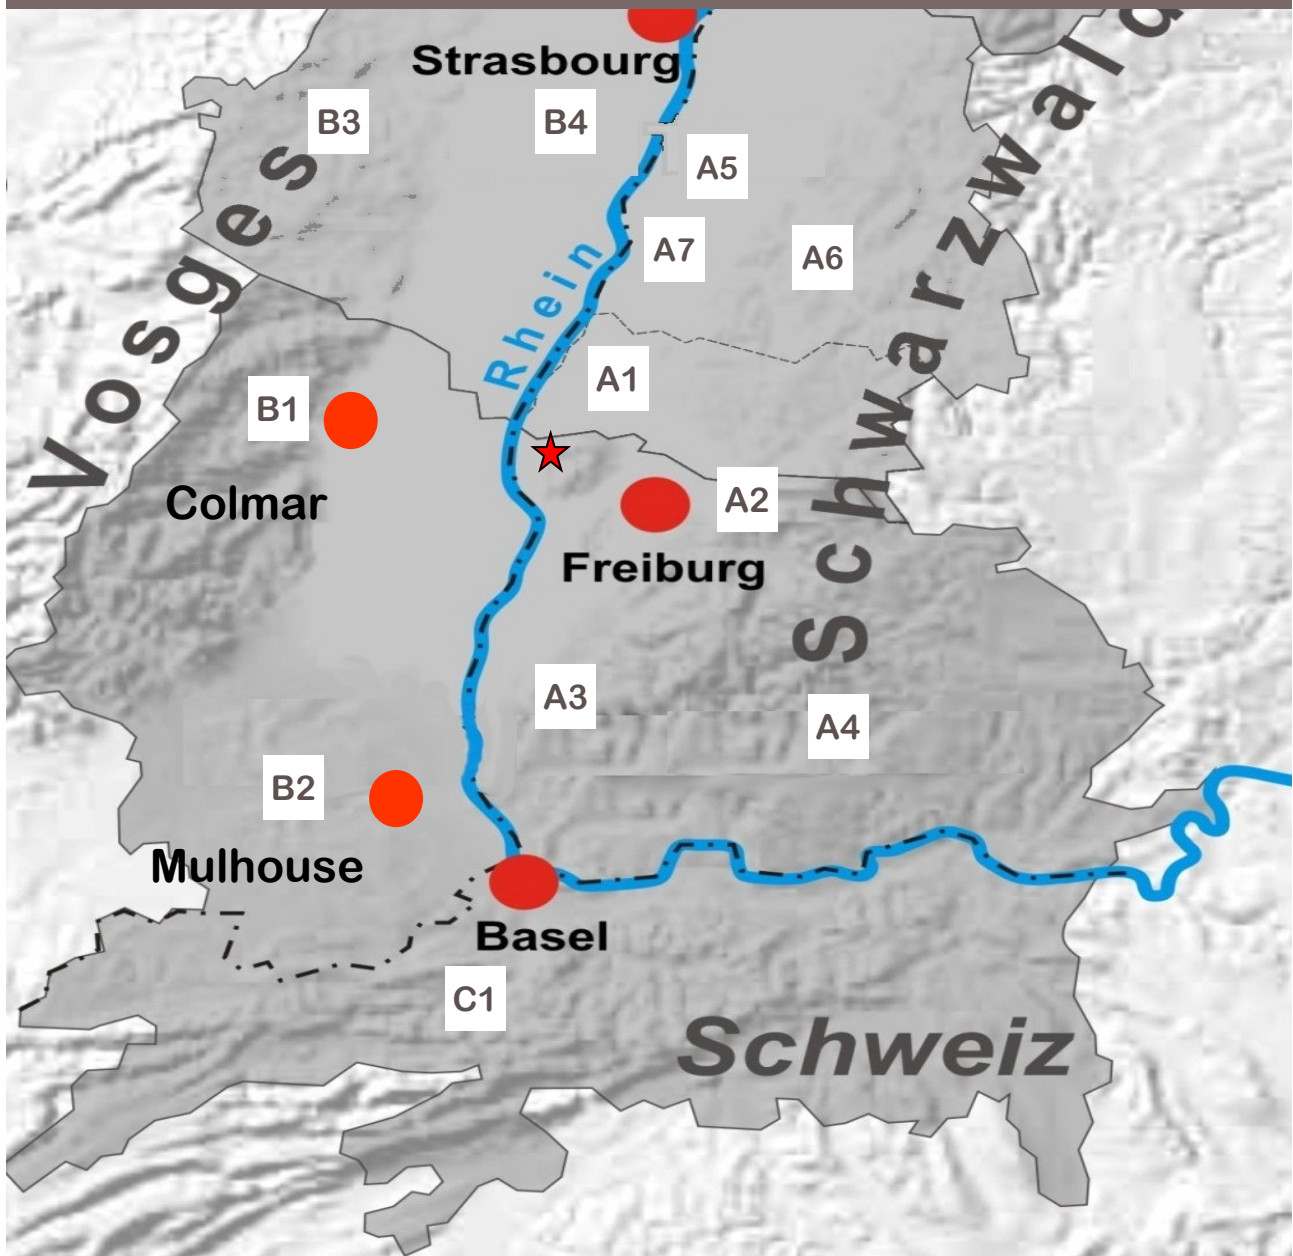 Strasbourg
B3
B4
A5
A7
A6
Vosges
Rhein
Schwarzwald
A1
B1
Colmar
A2
Freiburg
A3
A4
B2
Mulhouse
Basel
C1
Schweiz